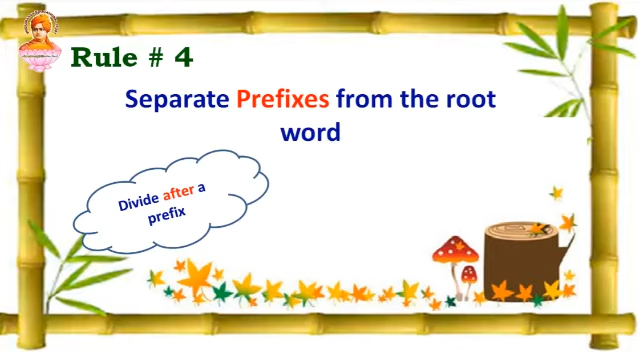 Rule # 4
Separate Prefixes from the root
word
Divide after a
prefix